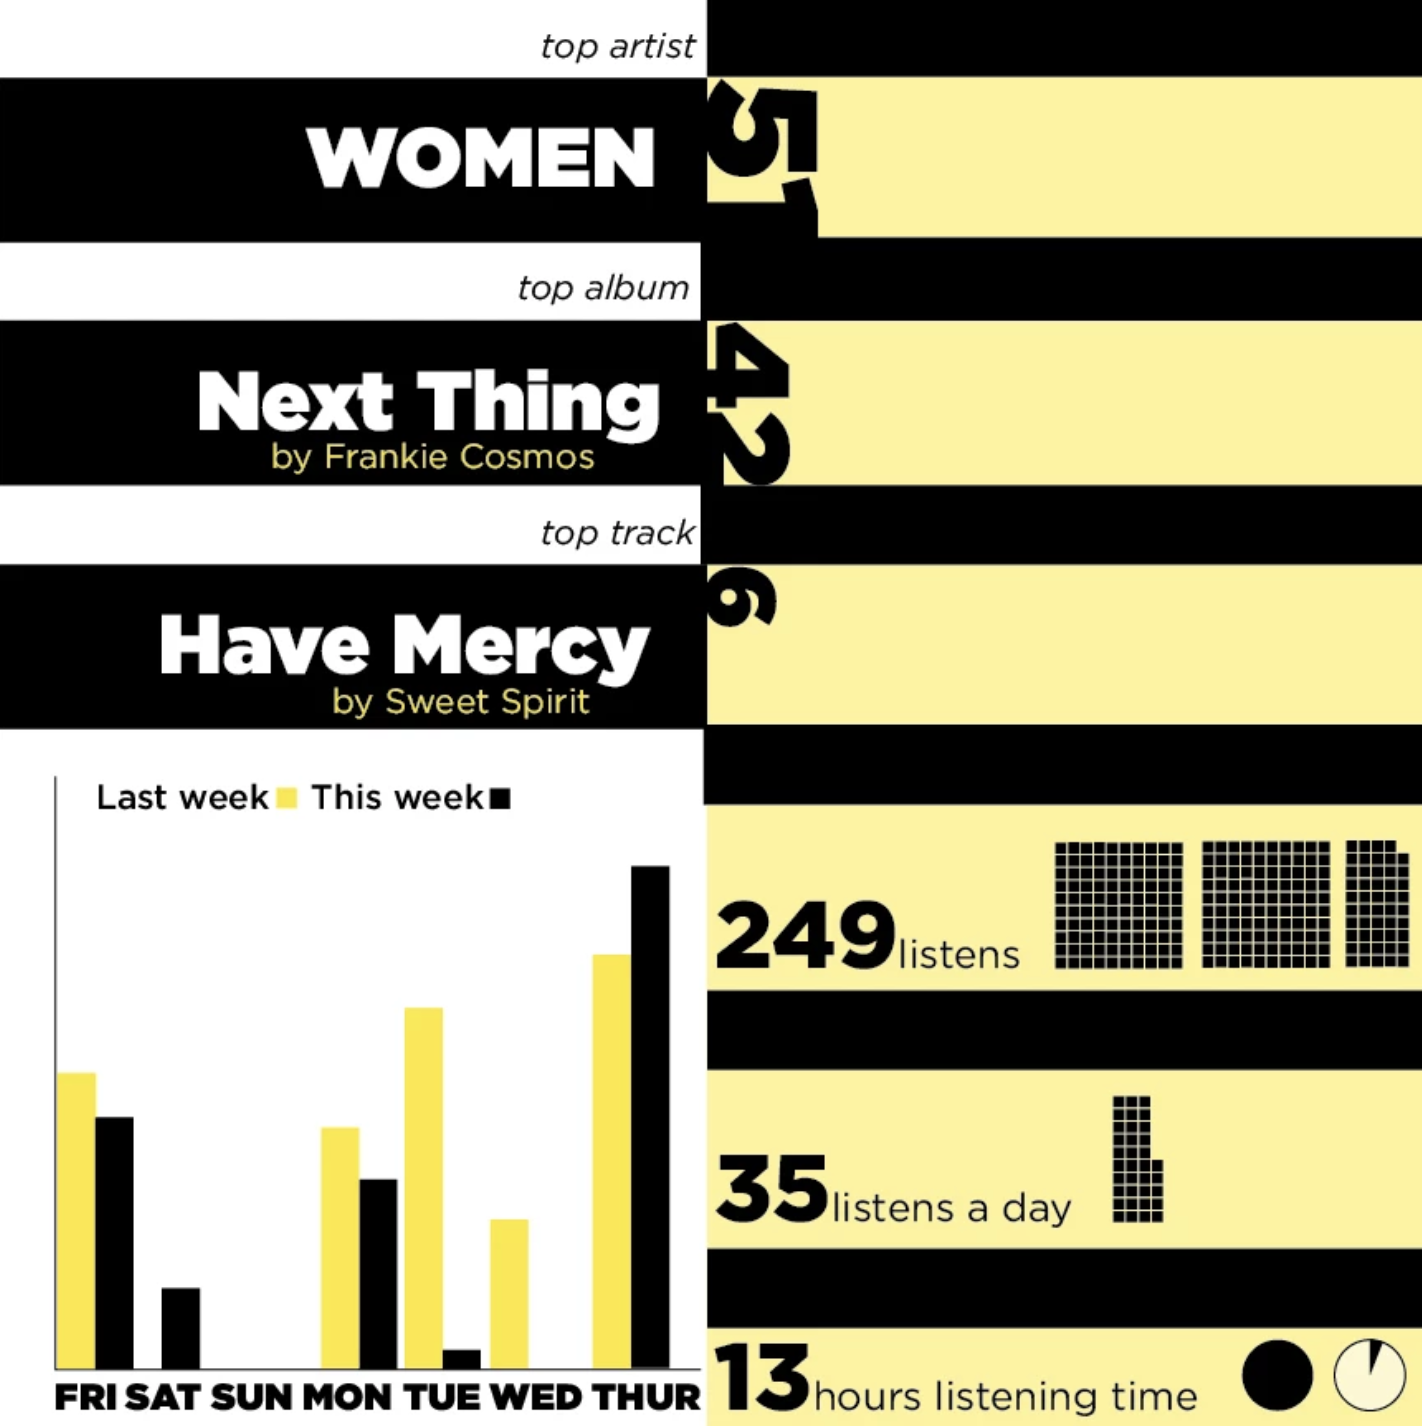 top artist
WOMEN
51
top album
Next Thing
by Frankie Cosmos
42
top track
Have Mercy
by Sweet Spirit
6
Last week This week
FRI SAT SUN MON TUE WED THUR
249 listens
35 listens a day
13 hours listening time